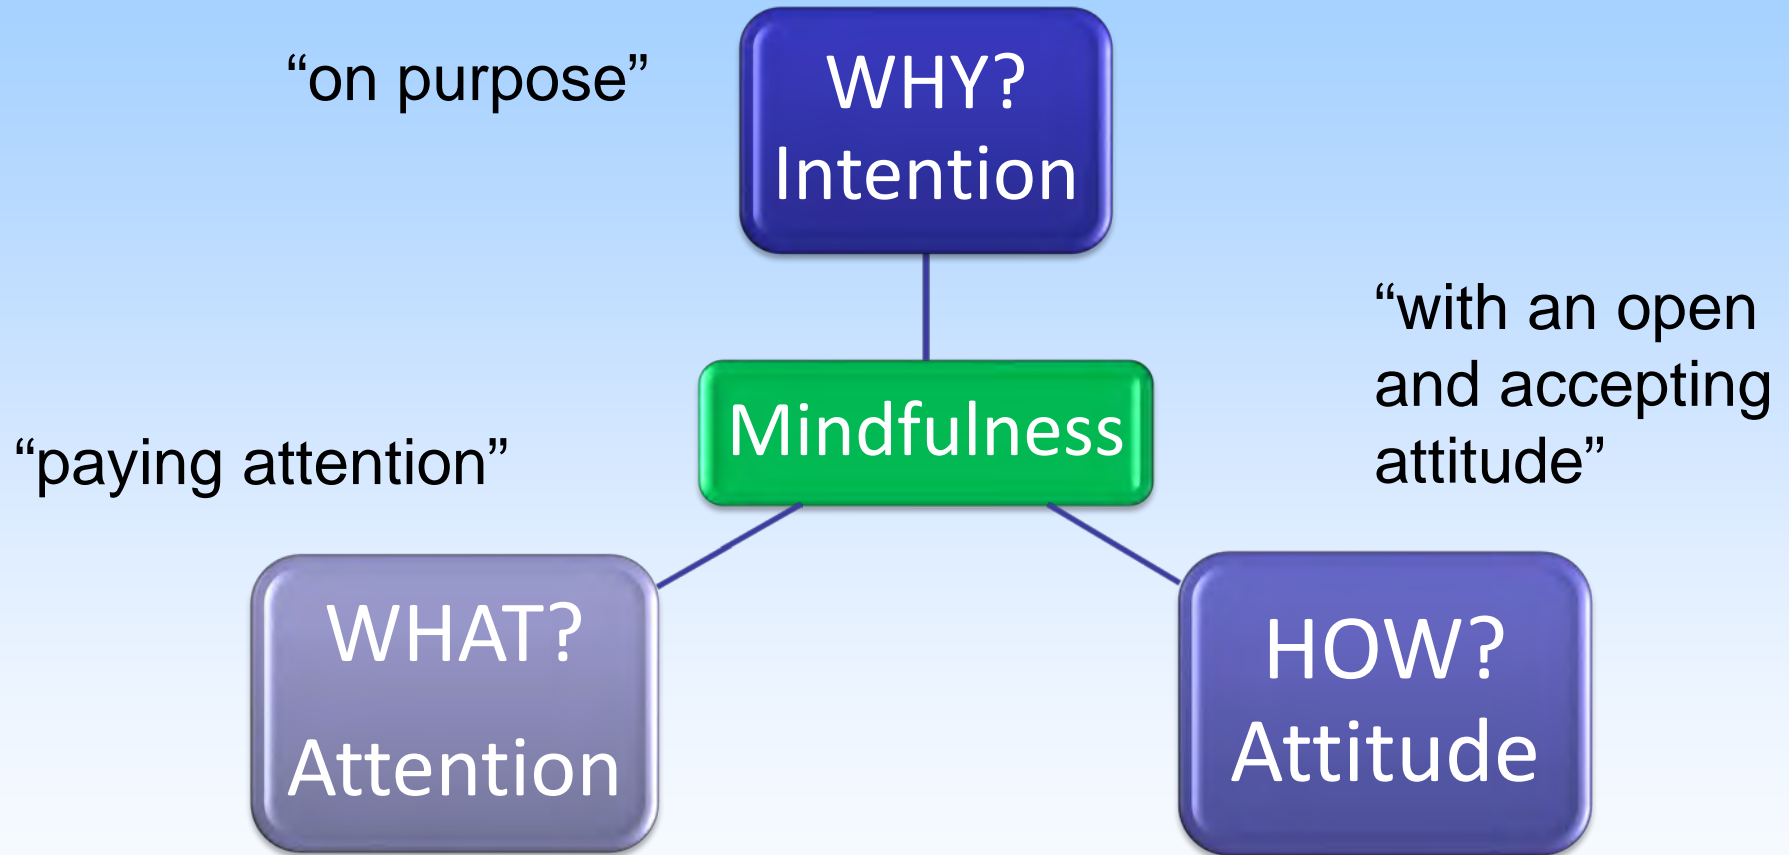 “on purpose”
WHY?
Intention
“with an open
and accepting
attitude”
Mindfulness
“paying attention”
WHAT?
Attention
HOW?
Attitude